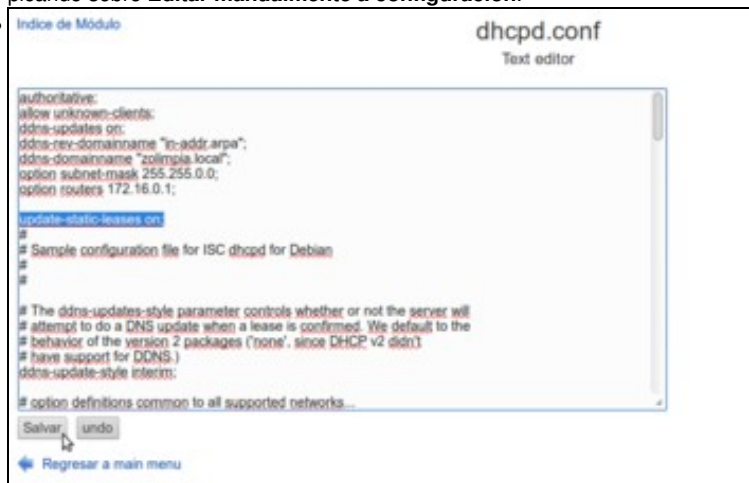 picando sobre Editar manualmente a configuración.
Indice de Módulo
dhcpd.conf
Text editor
authoritative;
allow unknown-clients;
ddns-updates on;
ddns-rev-domainname "in-addr.arpa";
ddns-domainname "zolimpia.local";
option subnet-mask 255.255.0.0;
option routers 172.16.0.1;
update-static-leases on;
#
# Sample configuration file for ISC dhcpd for Debian
#
#
# The ddns-updates-style parameter controls whether or not the server will
# attempt to do a DNS update when a lease is confirmed. We default to the
# behavior of the version 2 packages ('none', since DHCP v2 didn't
# have support for DDNS.)
ddns-update-style interim;
# option definitions common to all supported networks...
Salvar undo
Regresar a main menu